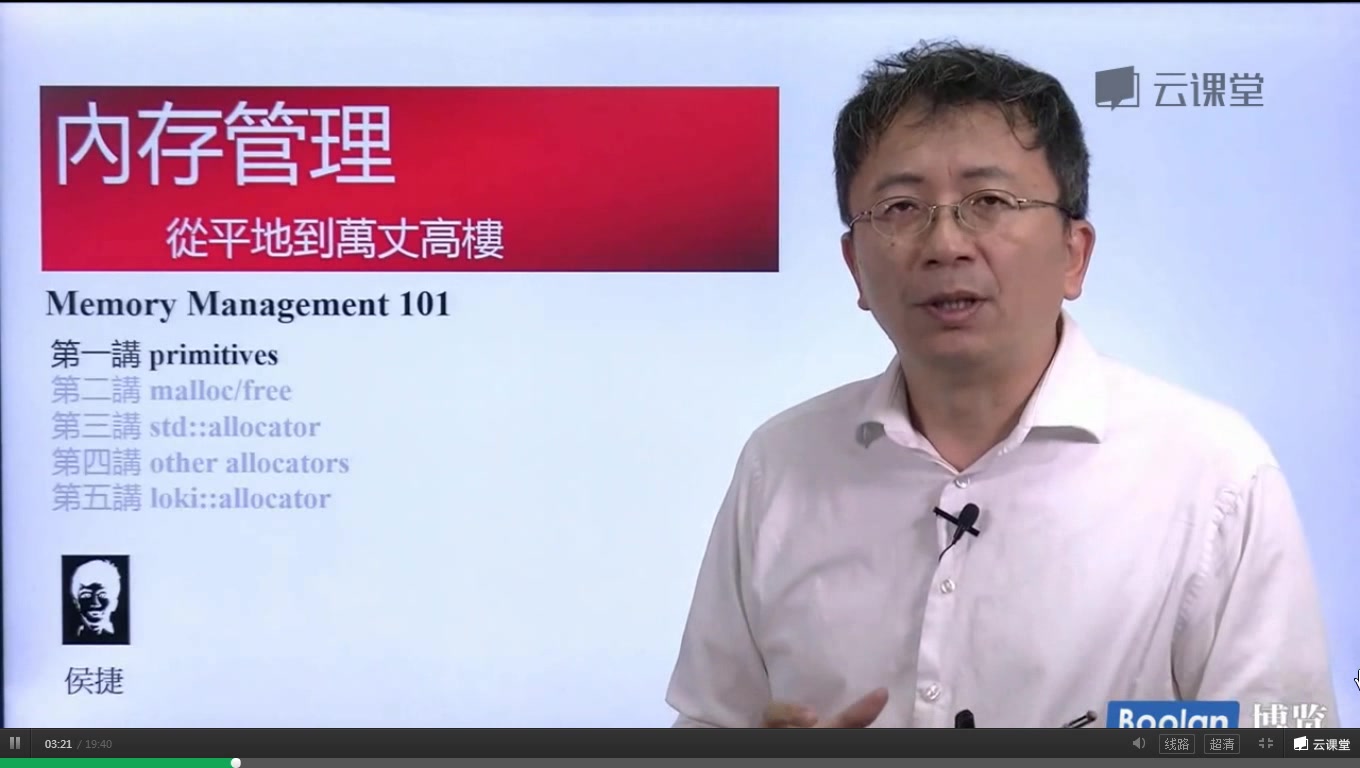 云课堂
內存管理
從平地到萬丈高樓
Memory Management 101
第一講 primitives
第二講 malloc/free
第三講 std::allocator
第四講 other allocators
第五講 loki::allocator
侯捷
Boolan 博览
03:21 / 19:40
线路 超清 云课堂